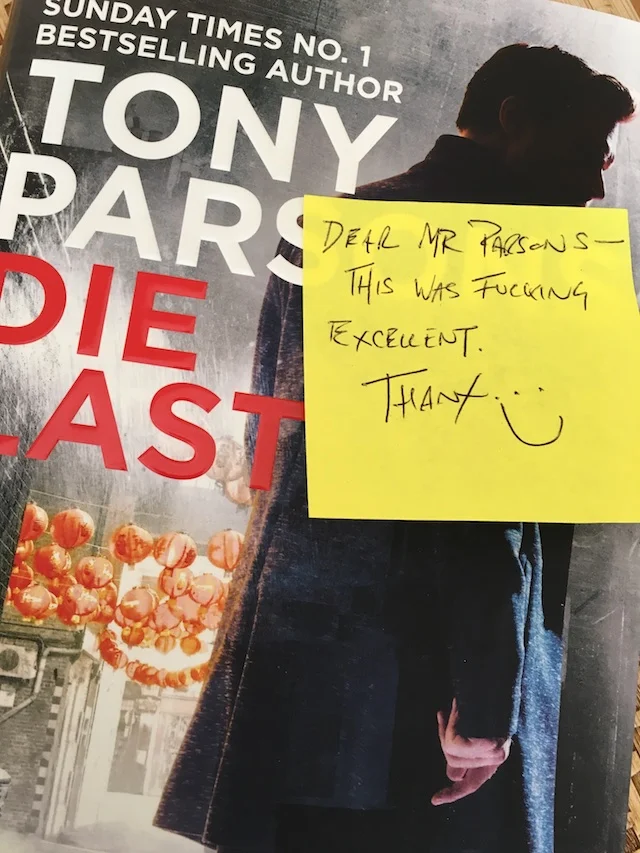 SUNDAY TIMES NO. 1
BESTSELLING AUTHOR
TONY
PARS
DIE
LAST
DEAR MR PARSONS—
THIS WAS FUCKING
EXCELLENT.
THANX. :)